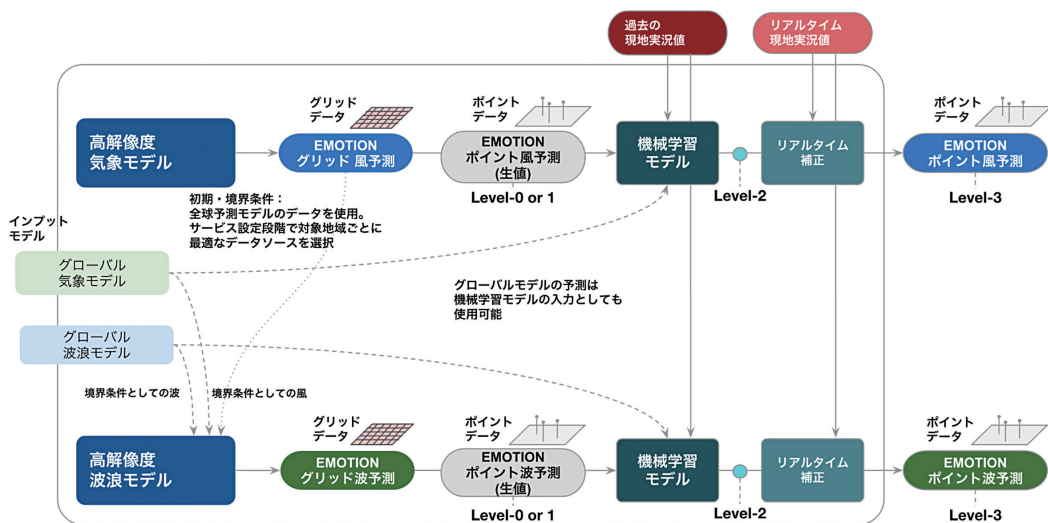 過去の
現地実況値
リアルタイム
現地実況値
グリッド
データ
ポイント
データ
ポイント
データ
高解像度
気象モデル
EMOTION
グリッド 風予測
EMOTION
ポイント風予測
(生値)
機械学習
モデル
リアルタイム
補正
EMOTION
ポイント風予測
Level-0 or 1
Level-2
Level-3
初期・境界条件：
全球予測モデルのデータを使用。
サービス設定段階で対象地域ごとに
最適なデータソースを選択
インプット
モデル
グローバル
気象モデル
グローバルモデルの予測は
機械学習モデルの入力としても
使用可能
グローバル
波浪モデル
境界条件としての波
境界条件としての風
グリッド
データ
ポイント
データ
ポイント
データ
高解像度
波浪モデル
EMOTION
グリッド波予測
EMOTION
ポイント波予測
(生値)
機械学習
モデル
リアルタイム
補正
EMOTION
ポイント波予測
Level-0 or 1
Level-2
Level-3